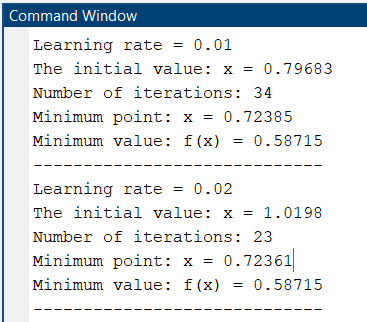 Command Window
Learning rate = 0.01
The initial value: x = 0.79683
Number of iterations: 34
Minimum point: x = 0.72385
Minimum value: f(x) = 0.58715
-----------------------------
Learning rate = 0.02
The initial value: x = 1.0198
Number of iterations: 23
Minimum point: x = 0.72361
Minimum value: f(x) = 0.58715
-----------------------------